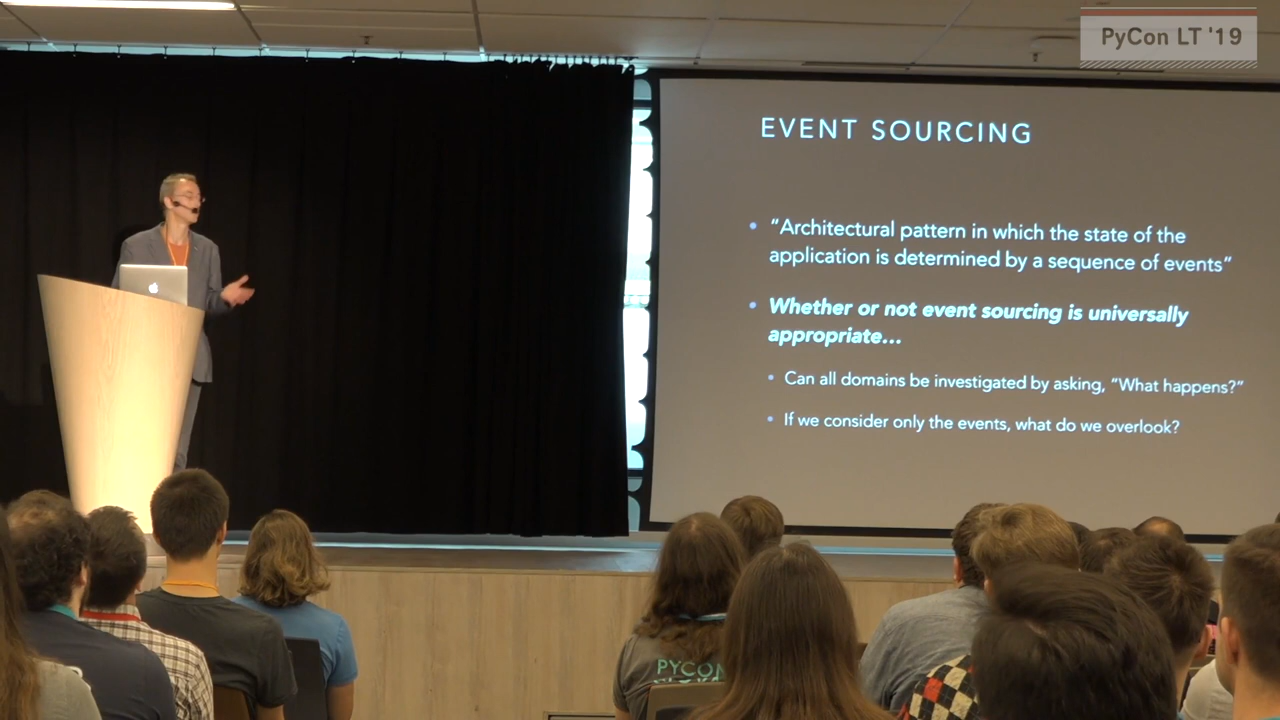 PyCon LT '19
EVENT SOURCING
• "Architectural pattern in which the state of the
application is determined by a sequence of events"
• Whether or not event sourcing is universally
appropriate...
• Can all domains be investigated by asking, "What happens?"
• If we consider only the events, what do we overlook?
PYCON